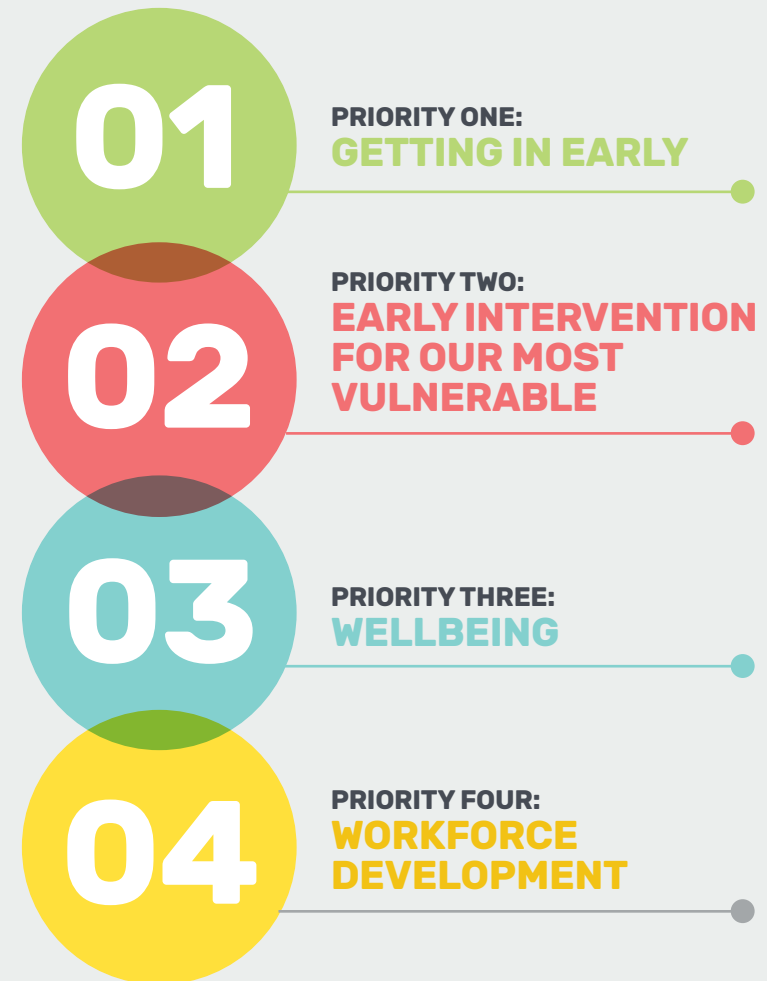 01
PRIORITY ONE:
GETTING IN EARLY
02
PRIORITY TWO:
EARLY INTERVENTION
FOR OUR MOST
VULNERABLE
03
PRIORITY THREE:
WELLBEING
04
PRIORITY FOUR:
WORKFORCE
DEVELOPMENT